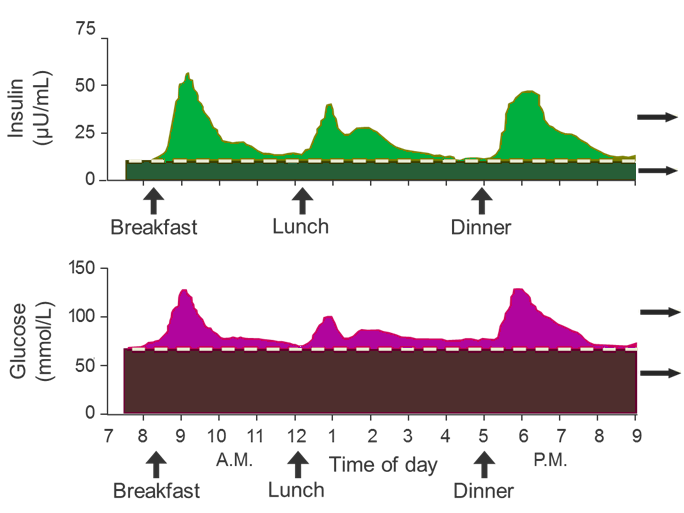 75
50
25
0
Insulin
(µU/mL)
Breakfast
Lunch
Dinner
150
100
50
0
Glucose
(mmol/L)
7 8 9 10 11 12 1 2 3 4 5 6 7 8 9
A.M.
Time of day
P.M.
Breakfast
Lunch
Dinner